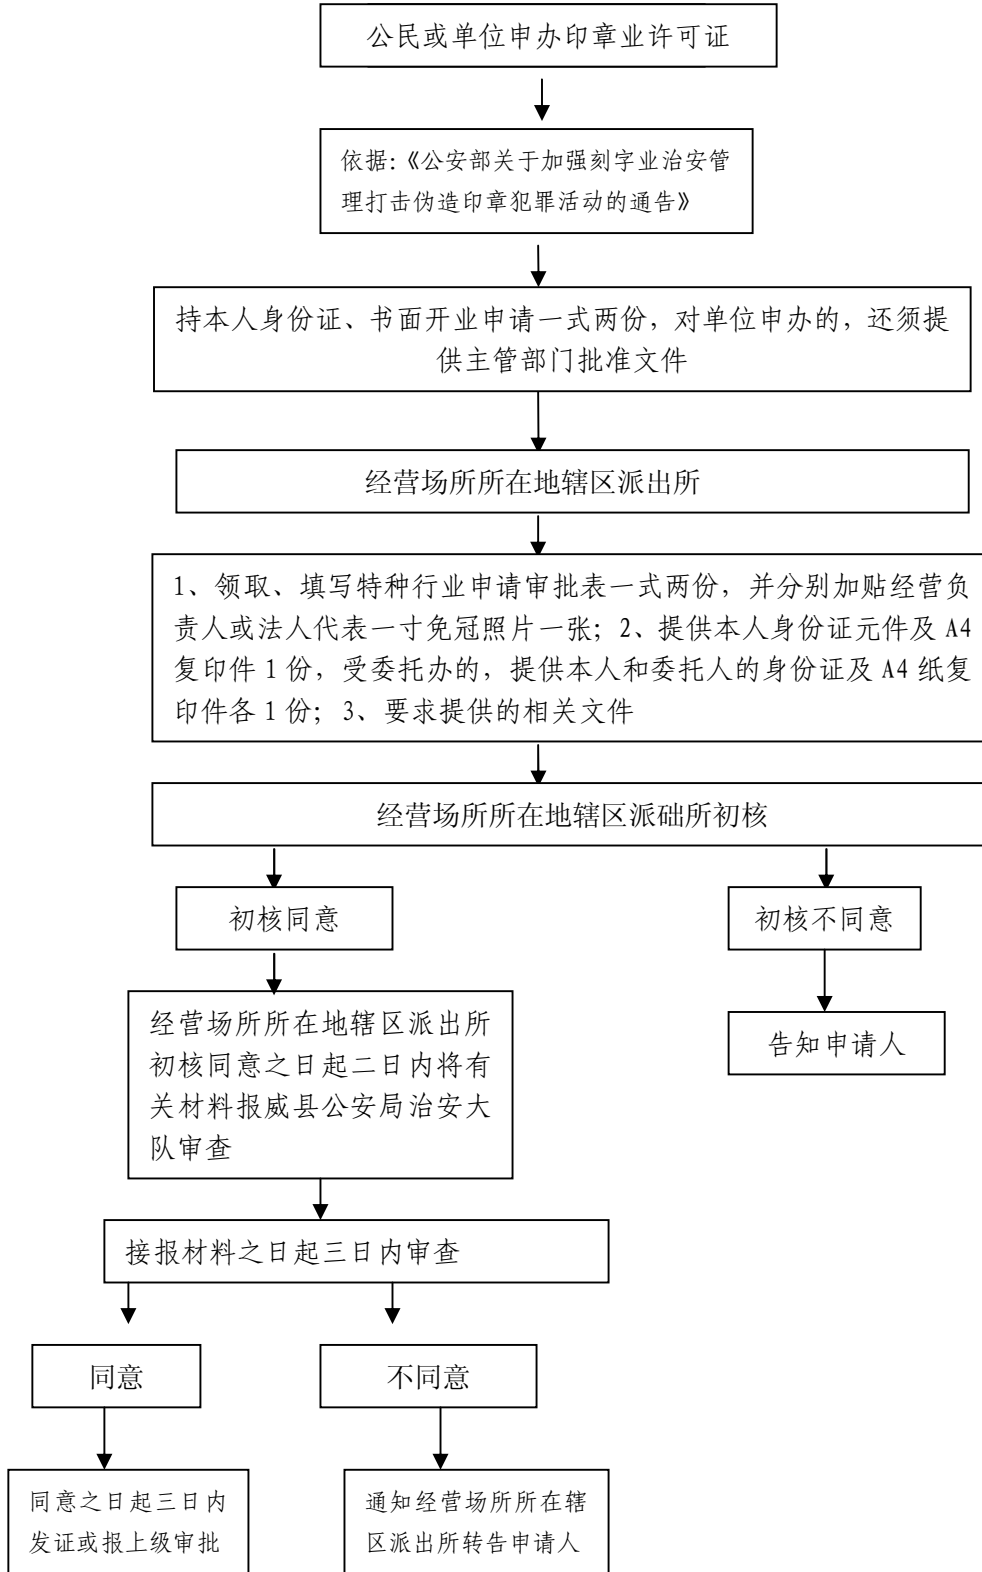 公民或单位申办印章业许可证
依据：《公安部关于加强刻字业治安管
理打击伪造印章犯罪活动的通告》
持本人身份证、书面开业申请一式两份，对单位申办的，还须提
供主管部门批准文件
经营场所所在地辖区派出所
1、领取、填写特种行业申请审批表一式两份，并分别加贴经营负
责人或法人代表一寸免冠照片一张；2、提供本人身份证元件及 A4
复印件 1 份，受委托办的，提供本人和委托人的身份证及 A4 纸复
印件各 1 份；3、要求提供的相关文件
经营场所所在地辖区派础所初核
初核同意
初核不同意
经营场所所在地辖区派出所
初核同意之日起二日内将有
关材料报威县公安局治安大
队审查
告知申请人
接报材料之日起三日内审查
同意
不同意
同意之日起三日内
发证或报上级审批
通知经营场所所在辖
区派出所转告申请人